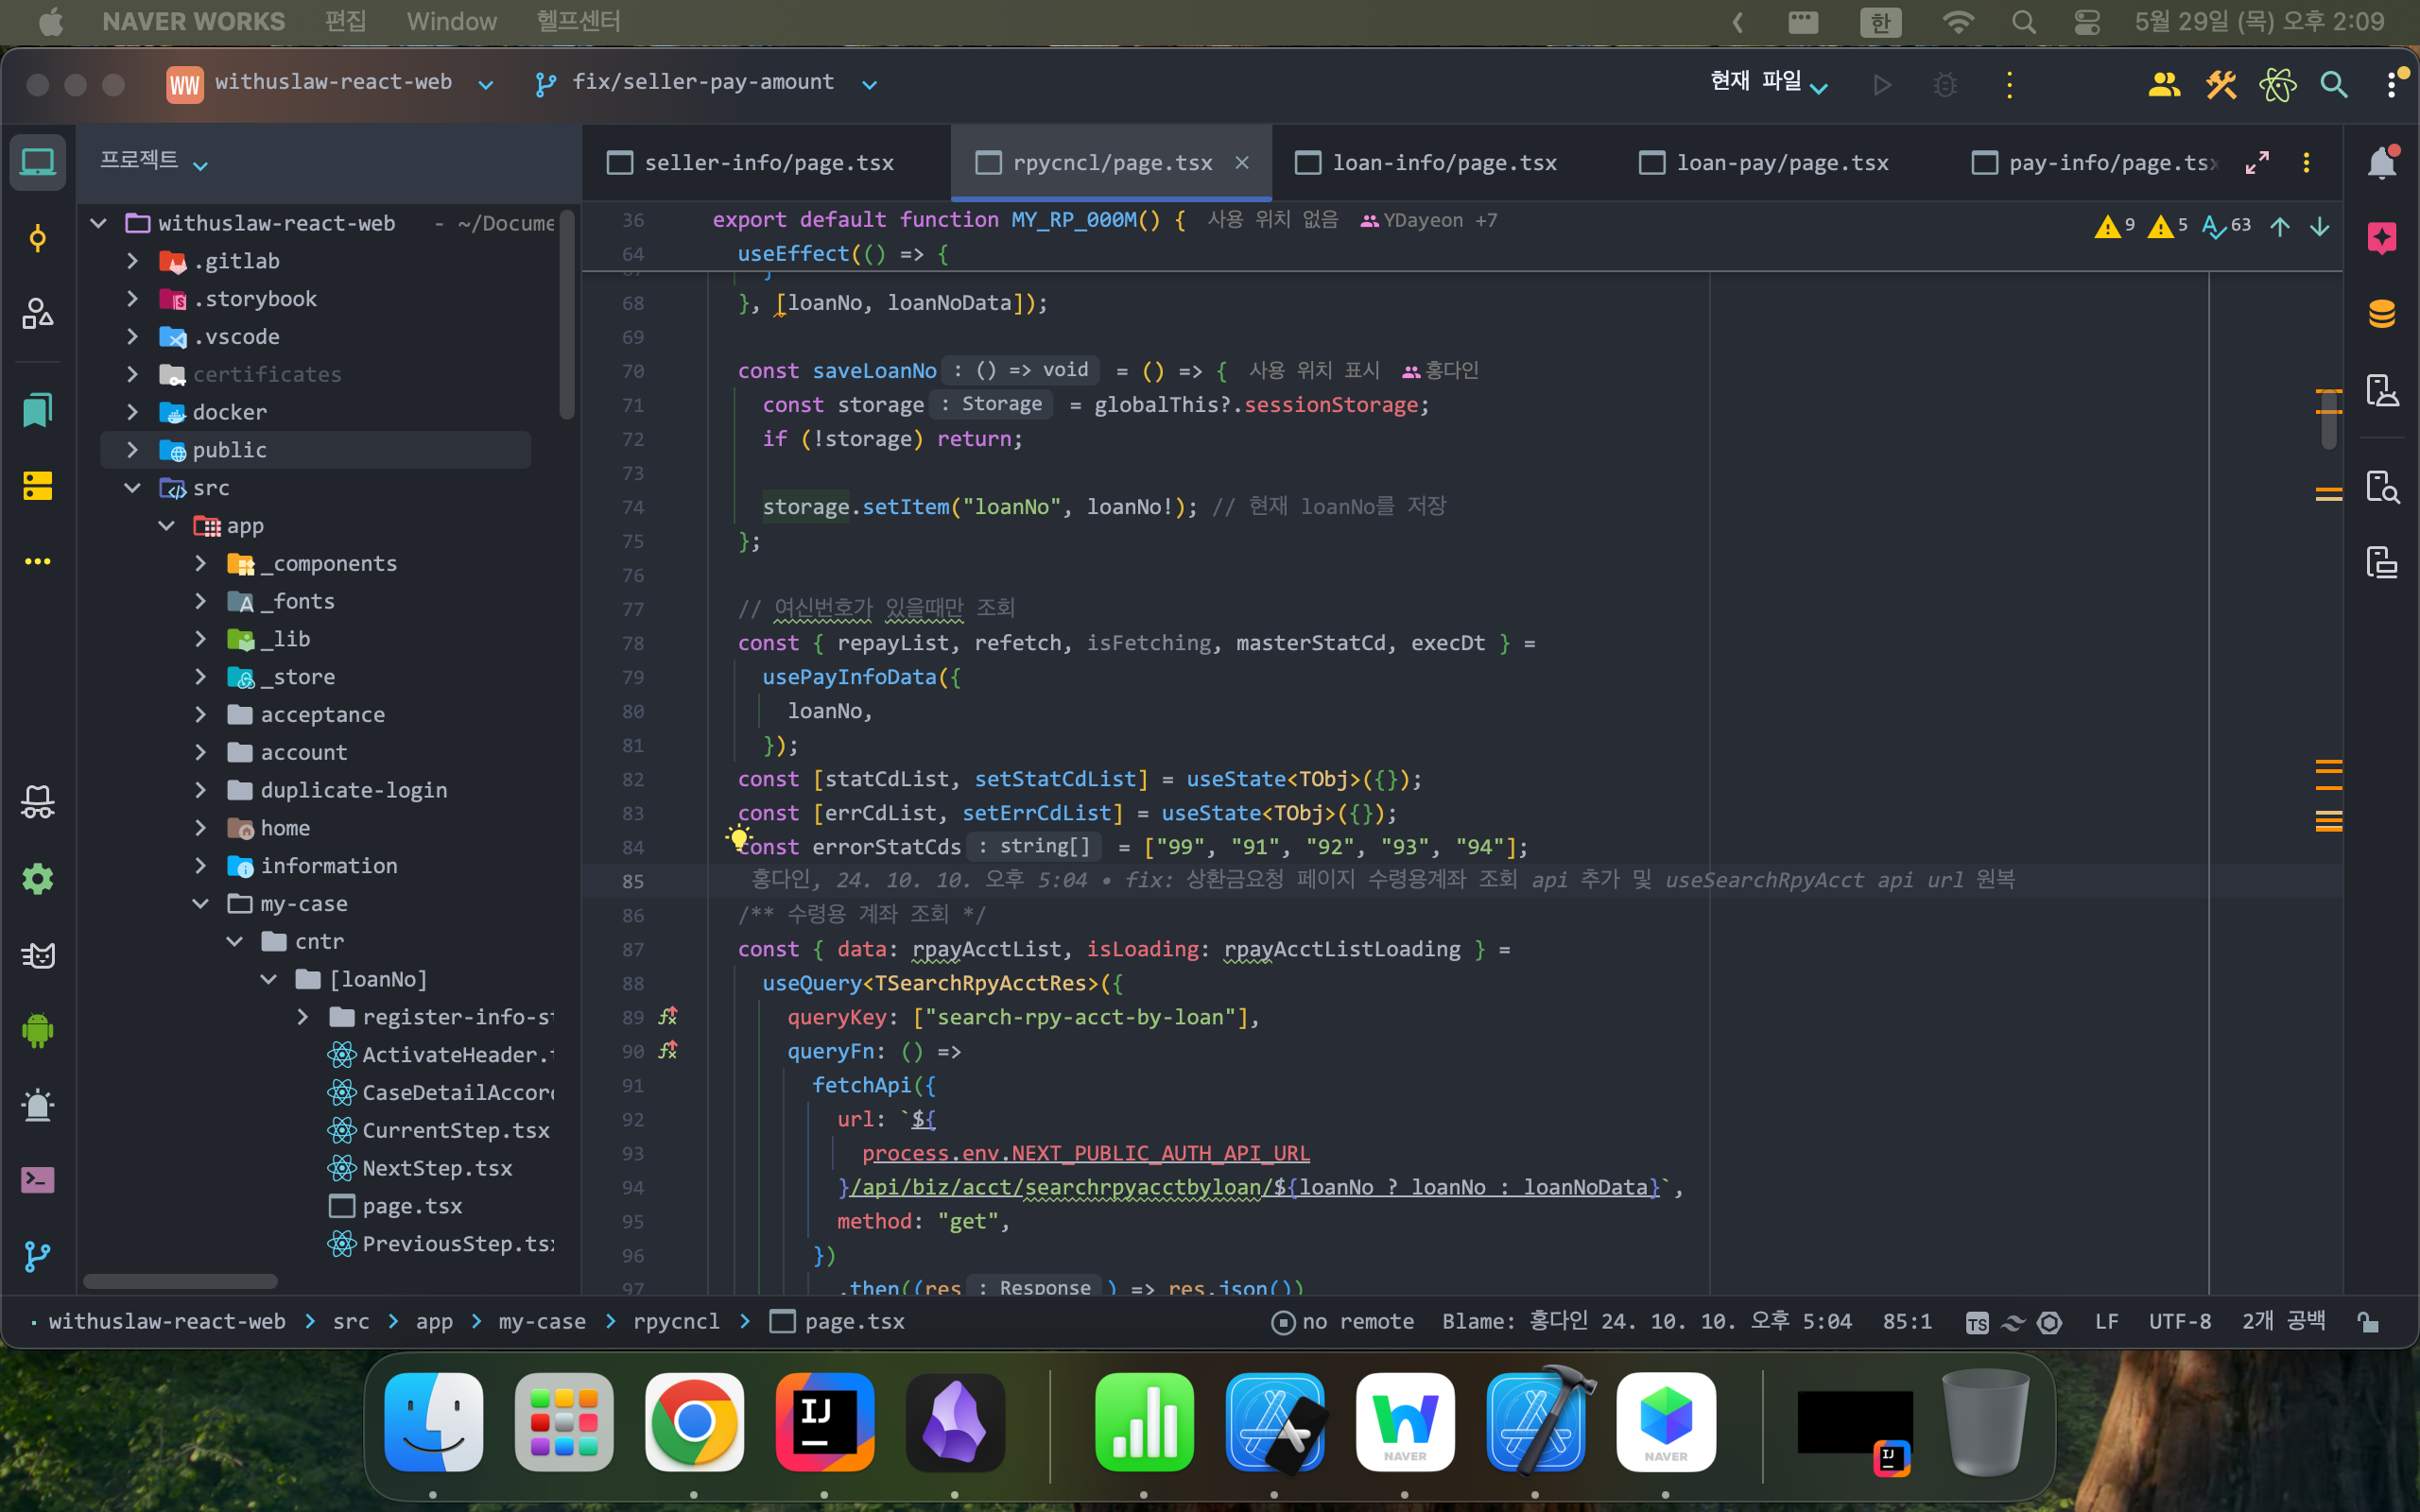 NAVER WORKS 편집 Window 헬프센터 한 5월 29일 (목) 오후 2:09
WW withuslaw-react-web fix/seller-pay-amount 현재 파일
프로젝트
seller-info/page.tsx rpycncl/page.tsx loan-info/page.tsx loan-pay/page.tsx pay-info/page.tsx
withuslaw-react-web - ~/Docume
.gitlab
.storybook
.vscode
certificates
docker
public
src
app
_components
_fonts
_lib
_store
acceptance
account
duplicate-login
home
information
my-case
cntr
[loanNo]
register-info-st
ActivateHeader.t
CaseDetailAccord
CurrentStep.tsx
NextStep.tsx
page.tsx
PreviousStep.tsx
9 5 63
36 export default function MY_RP_000M() { 사용 위치 없음 YDayeon +7
64 useEffect(() => {
67 }
68 }, [loanNo, loanNoData]);
69
70 const saveLoanNo : () => void = () => { 사용 위치 표시 홍다인
71 const storage : Storage = globalThis?.sessionStorage;
72 if (!storage) return;
73
74 storage.setItem("loanNo", loanNo!); // 현재 loanNo를 저장
75 };
76
77 // 여신번호가 있을때만 조회
78 const { repayList, refetch, isFetching, masterStatCd, execDt } =
79 usePayInfoData({
80 loanNo,
81 });
82 const [statCdList, setStatCdList] = useState<TObj>({});
83 const [errCdList, setErrCdList] = useState<TObj>({});
84 const errorStatCds : string[] = ["99", "91", "92", "93", "94"];
85 홍다인, 24. 10. 10. 오후 5:04 • fix: 상환금요청 페이지 수령용계좌 조회 api 추가 및 useSearchRpyAcct api url 원복
86 /** 수령용 계좌 조회 */
87 const { data: rpayAcctList, isLoading: rpayAcctListLoading } =
88 useQuery<TSearchRpyAcctRes>({
89 queryKey: ["search-rpy-acct-by-loan"],
90 queryFn: () =>
91 fetchApi({
92 url: `${
93 process.env.NEXT_PUBLIC_AUTH_API_URL
94 }/api/biz/acct/searchrpyacctbyloan/${loanNo ? loanNo : loanNoData}`,
95 method: "get",
96 })
97 .then((res : Response ) => res.json())
withuslaw-react-web > src > app > my-case > rpycncl > page.tsx no remote Blame: 홍다인 24. 10. 10. 오후 5:04 85:1 TS LF UTF-8 2개 공백
IJ NAVER NAVER IJ